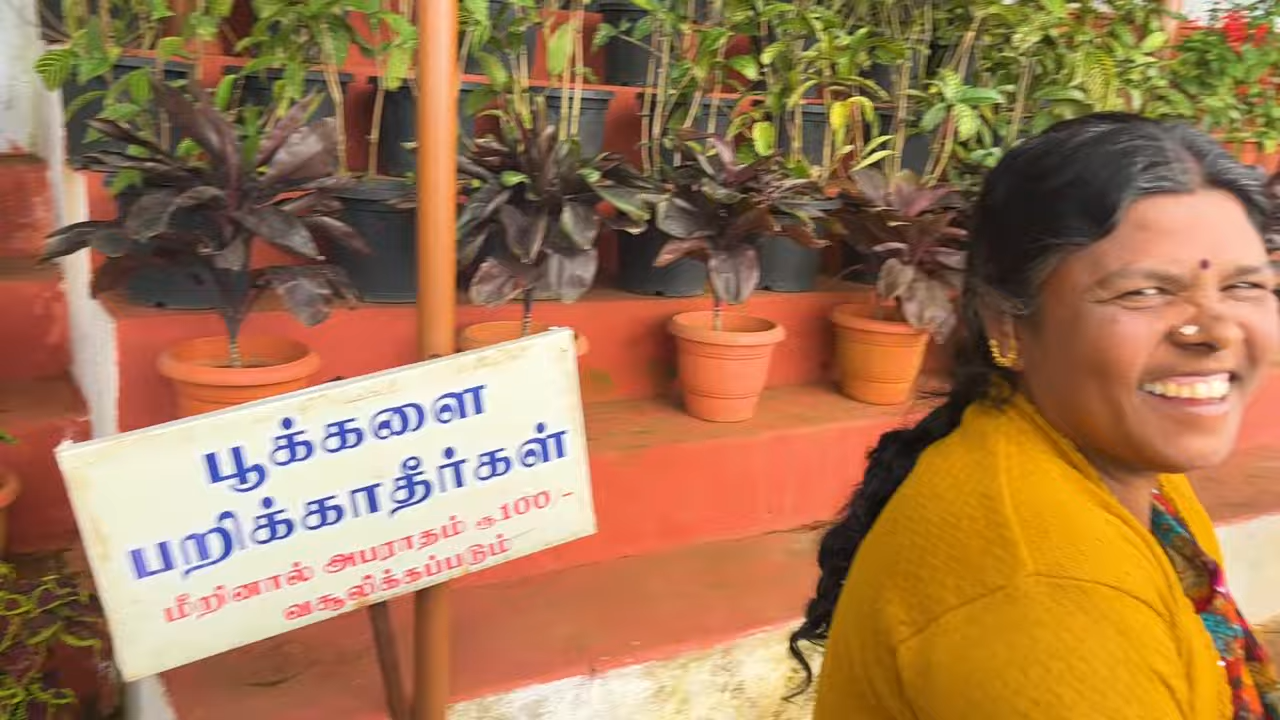 பூக்களை
பறிக்காதீர்கள்
மீறினால் அபராதம் ரூ100 -
வசூலிக்கப்படும்